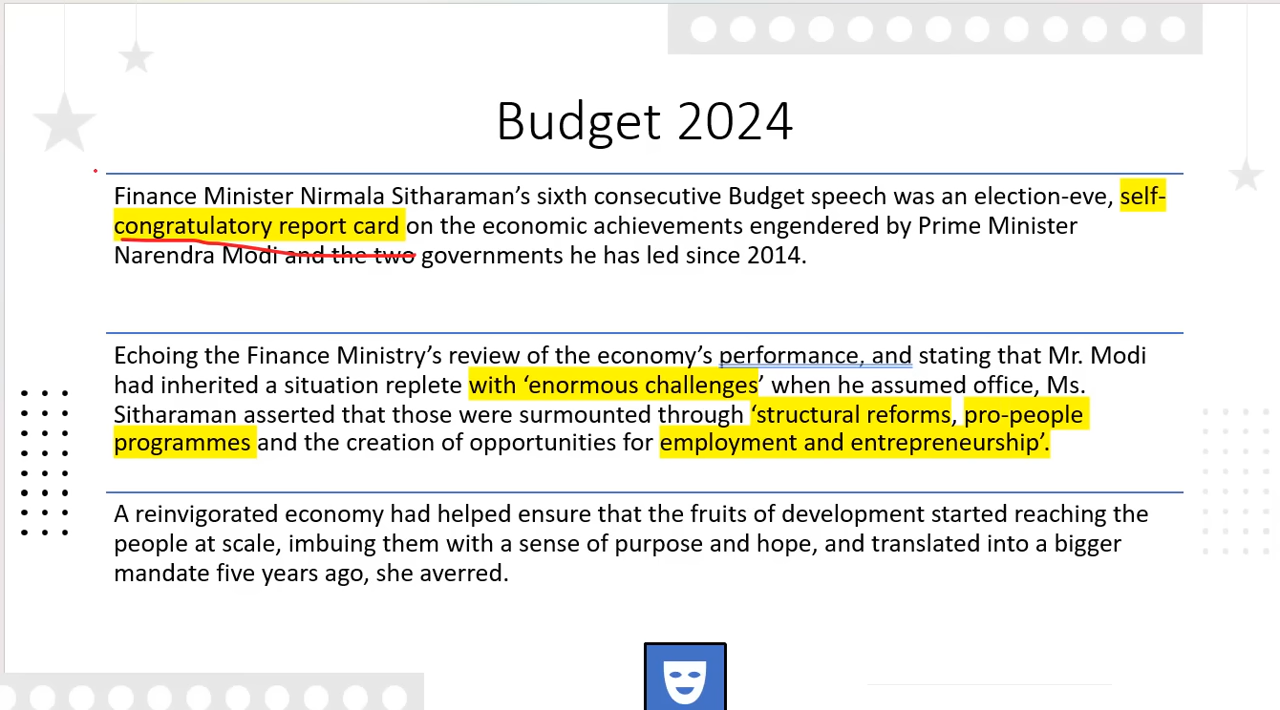 Budget 2024
Finance Minister Nirmala Sitharaman’s sixth consecutive Budget speech was an election-eve, self-
congratulatory report card on the economic achievements engendered by Prime Minister
Narendra Modi and the two governments he has led since 2014.
Echoing the Finance Ministry’s review of the economy’s performance, and stating that Mr. Modi
had inherited a situation replete with ‘enormous challenges’ when he assumed office, Ms.
Sitharaman asserted that those were surmounted through ‘structural reforms, pro-people
programmes and the creation of opportunities for employment and entrepreneurship’.
A reinvigorated economy had helped ensure that the fruits of development started reaching the
people at scale, imbuing them with a sense of purpose and hope, and translated into a bigger
mandate five years ago, she averred.